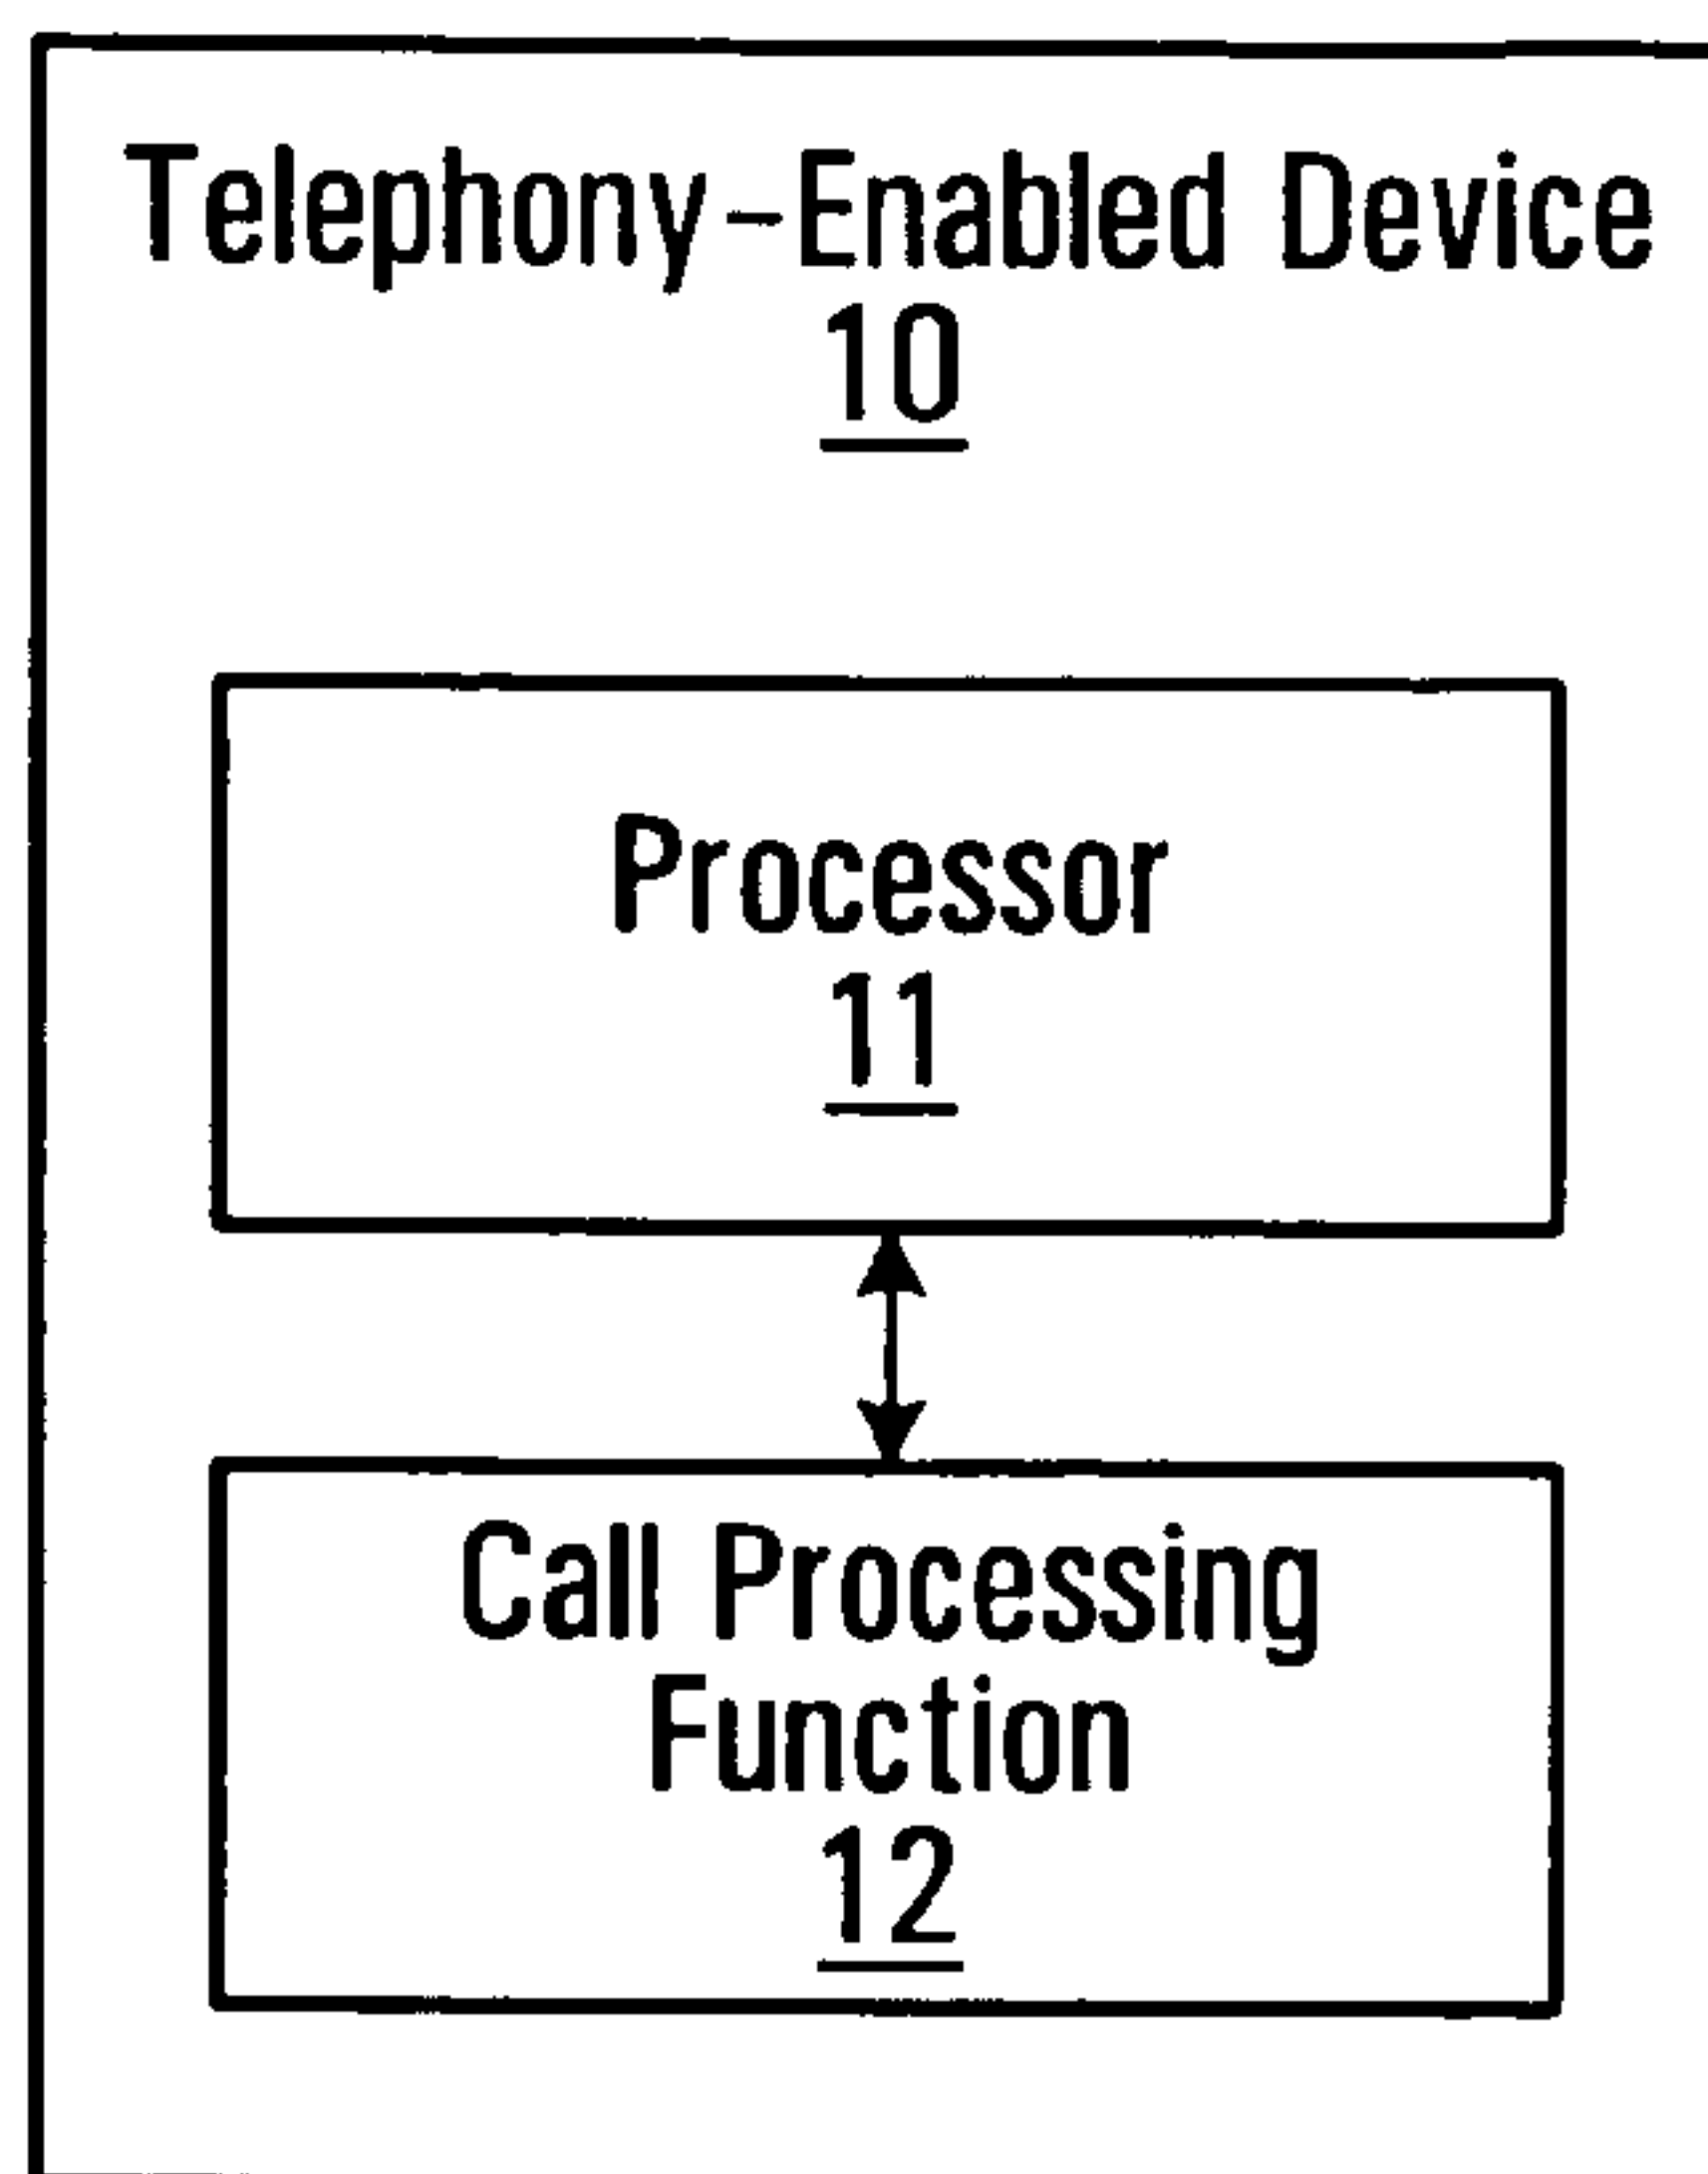 Telephony-Enabled Device
10
Processor
11
Call Processing
Function
12